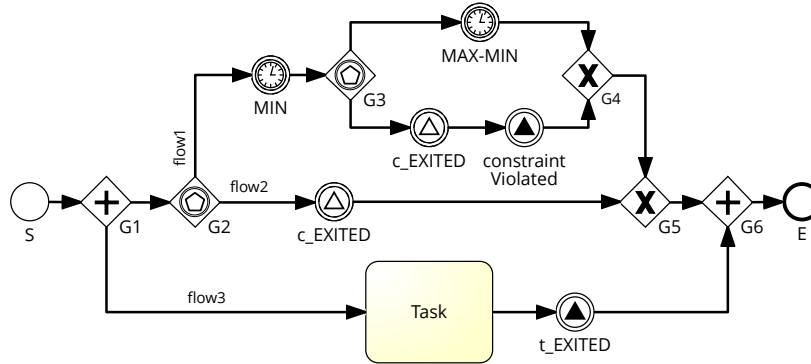 MAX-MIN
MIN
G3
G4
flow1
c_EXITED
constraint
Violated
flow2
S
G1
G2
c_EXITED
G5
G6
E
flow3
Task
t_EXITED